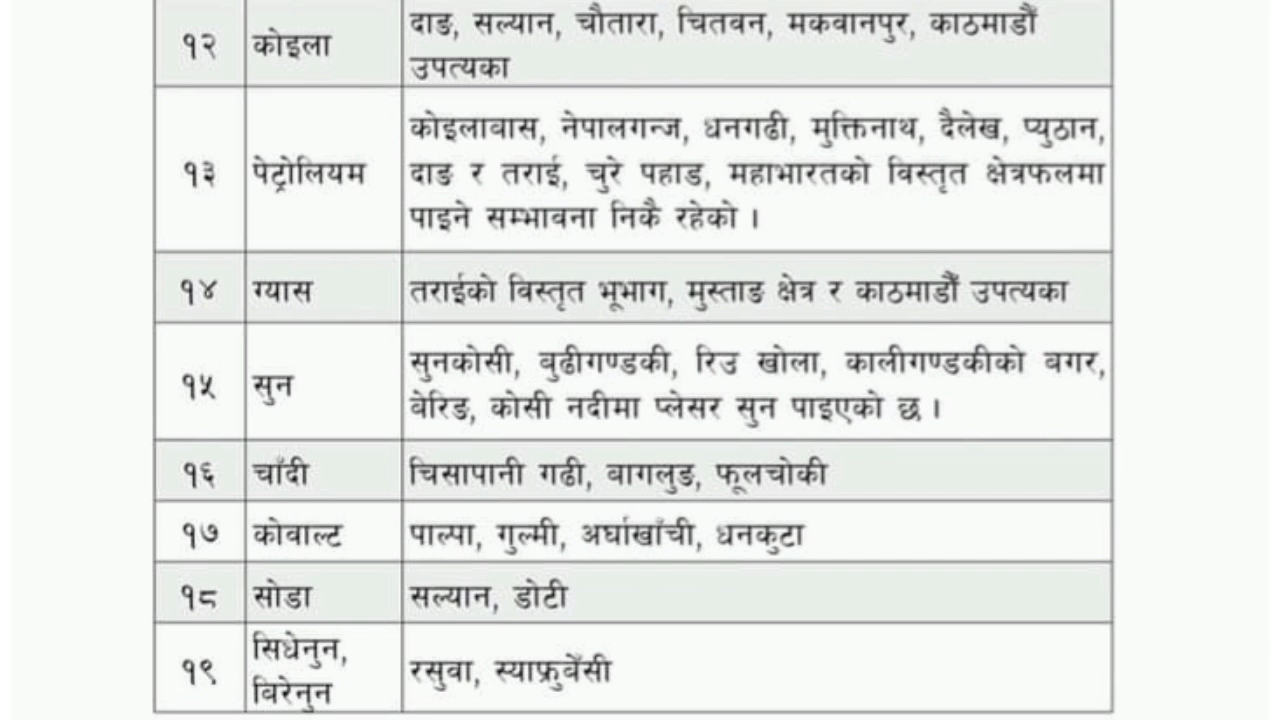 १२ कोइला दाङ, सल्यान, चौतारा, चितवन, मकवानपुर, काठमाडौँ
उपत्यका
१३ पेट्रोलियम कोइलाबास, नेपालगन्ज, धनगढी, मुक्तिनाथ, दैलेख, प्युठान,
दाङ र तराई, चुरे पहाड, महाभारतको विस्तृत क्षेत्रफलमा
पाइने सम्भावना निकै रहेको ।
१४ ग्यास तराईको विस्तृत भूभाग, मुस्ताङ क्षेत्र र काठमाडौँ उपत्यका
१५ सुन सुनकोसी, बुढीगण्डकी, रिउ खोला, कालीगण्डकीको बगर,
बेरिङ, कोसी नदीमा प्लेसर सुन पाइएको छ ।
१६ चाँदी चिसापानी गढी, बागलुङ, फूलचोकी
१७ कोवाल्ट पाल्पा, गुल्मी, अर्घाखाँची, धनकुटा
१८ सोडा सल्यान, डोटी
१९ सिधेनुन,
बिरेनुन रसुवा, स्याफ्रुबेँसी